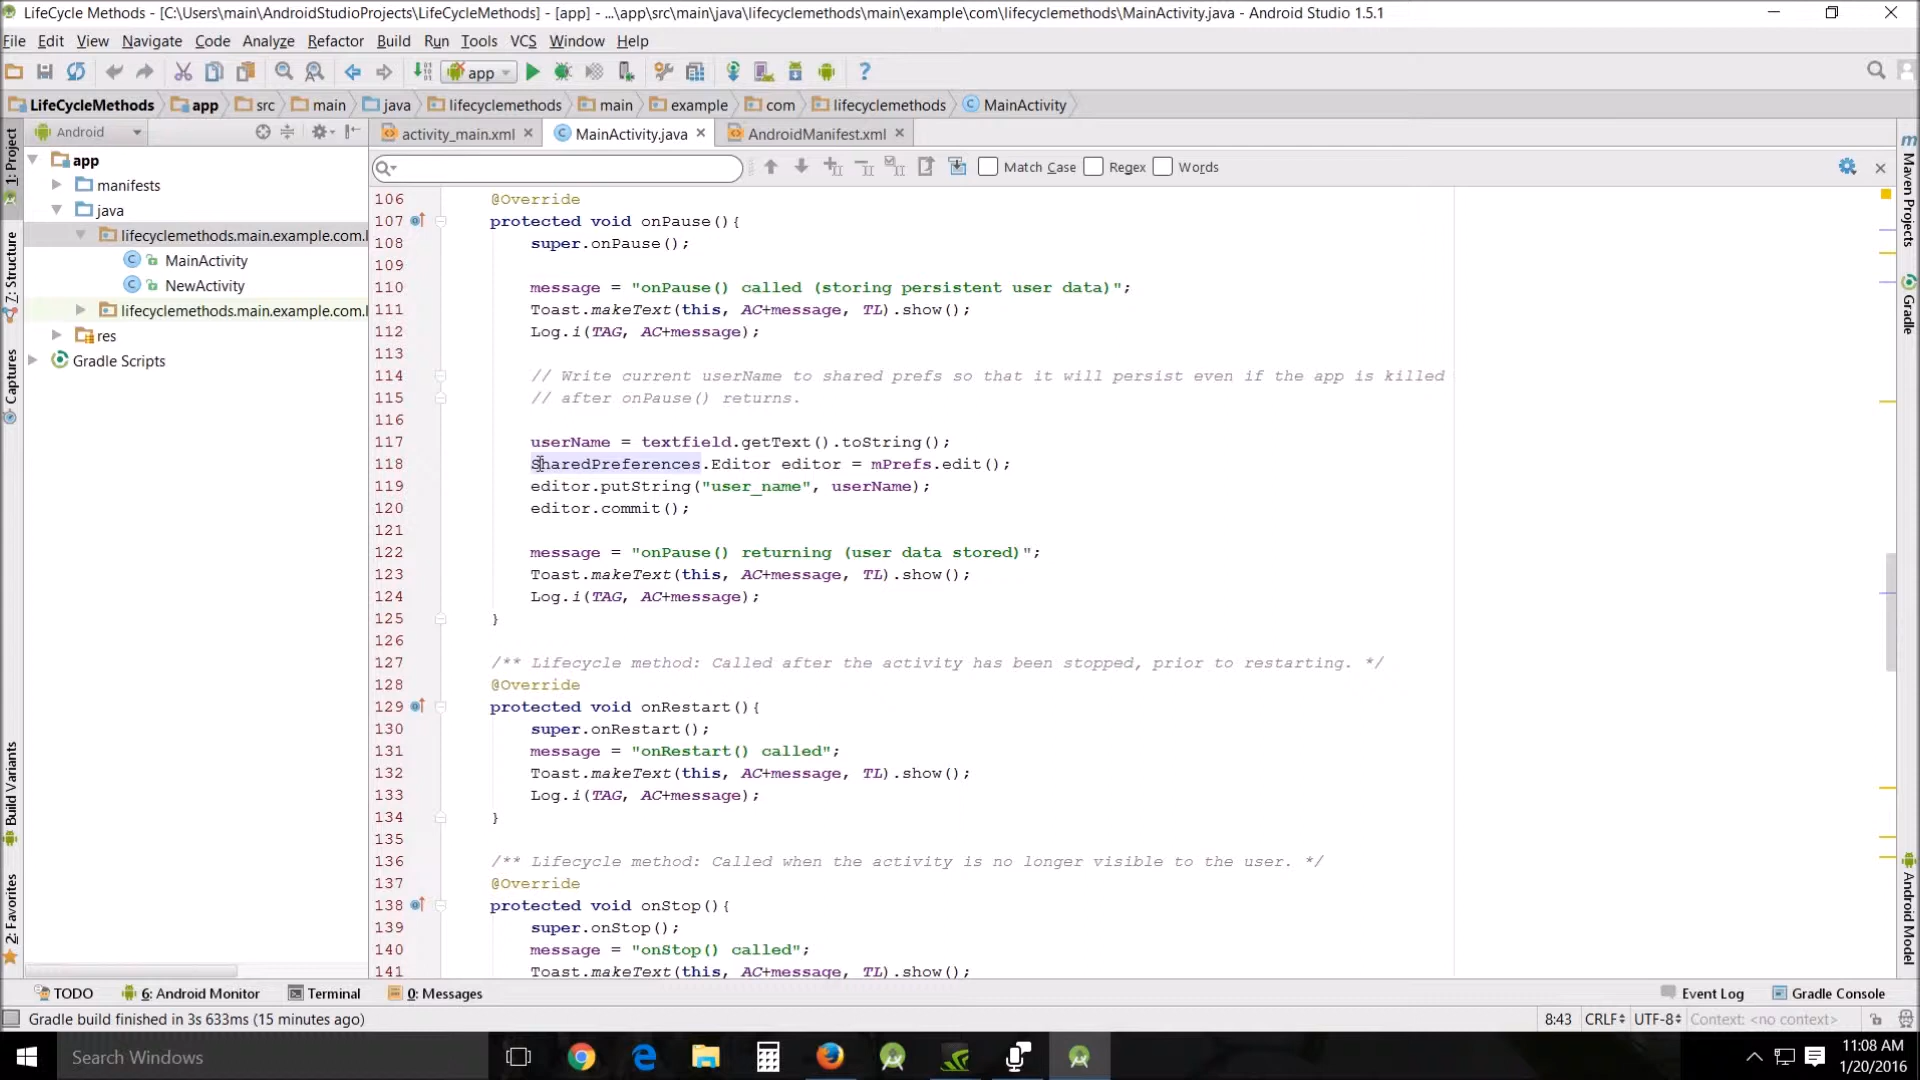 LifeCycle Methods - [C:\Users\main\AndroidStudioProjects\LifeCycleMethods] - [app] - ...\app\src\main\java\lifecyclemethods\main\example\com\lifecyclemethods\MainActivity.java - Android Studio 1.5.1
File Edit View Navigate Code Analyze Refactor Build Run Tools VCS Window Help
app
LifeCycleMethods app src main java lifecyclemethods main example com lifecyclemethods MainActivity
Android
activity_main.xml MainActivity.java AndroidManifest.xml
Match Case Regex Words
1: Project
7: Structure
Captures
Build Variants
2: Favorites
app
manifests
java
lifecyclemethods.main.example.com.l
MainActivity
NewActivity
lifecyclemethods.main.example.com.l
res
Gradle Scripts
106 @Override
107 protected void onPause(){
108 super.onPause();
109
110 message = "onPause() called (storing persistent user data)";
111 Toast.makeText(this, AC+message, TL).show();
112 Log.i(TAG, AC+message);
113
114 // Write current userName to shared prefs so that it will persist even if the app is killed
115 // after onPause() returns.
116
117 userName = textfield.getText().toString();
118 SharedPreferences.Editor editor = mPrefs.edit();
119 editor.putString("user_name", userName);
120 editor.commit();
121
122 message = "onPause() returning (user data stored)";
123 Toast.makeText(this, AC+message, TL).show();
124 Log.i(TAG, AC+message);
125 }
126
127 /** Lifecycle method: Called after the activity has been stopped, prior to restarting. */
128 @Override
129 protected void onRestart(){
130 super.onRestart();
131 message = "onRestart() called";
132 Toast.makeText(this, AC+message, TL).show();
133 Log.i(TAG, AC+message);
134 }
135
136 /** Lifecycle method: Called when the activity is no longer visible to the user. */
137 @Override
138 protected void onStop(){
139 super.onStop();
140 message = "onStop() called";
141 Toast.makeText(this, AC+message, TL).show();
Maven Projects
Gradle
Android Model
TODO 6: Android Monitor Terminal 0: Messages Event Log Gradle Console
Gradle build finished in 3s 633ms (15 minutes ago) 8:43 CRLF UTF-8 Context: <no context>
Search Windows
11:08 AM
1/20/2016